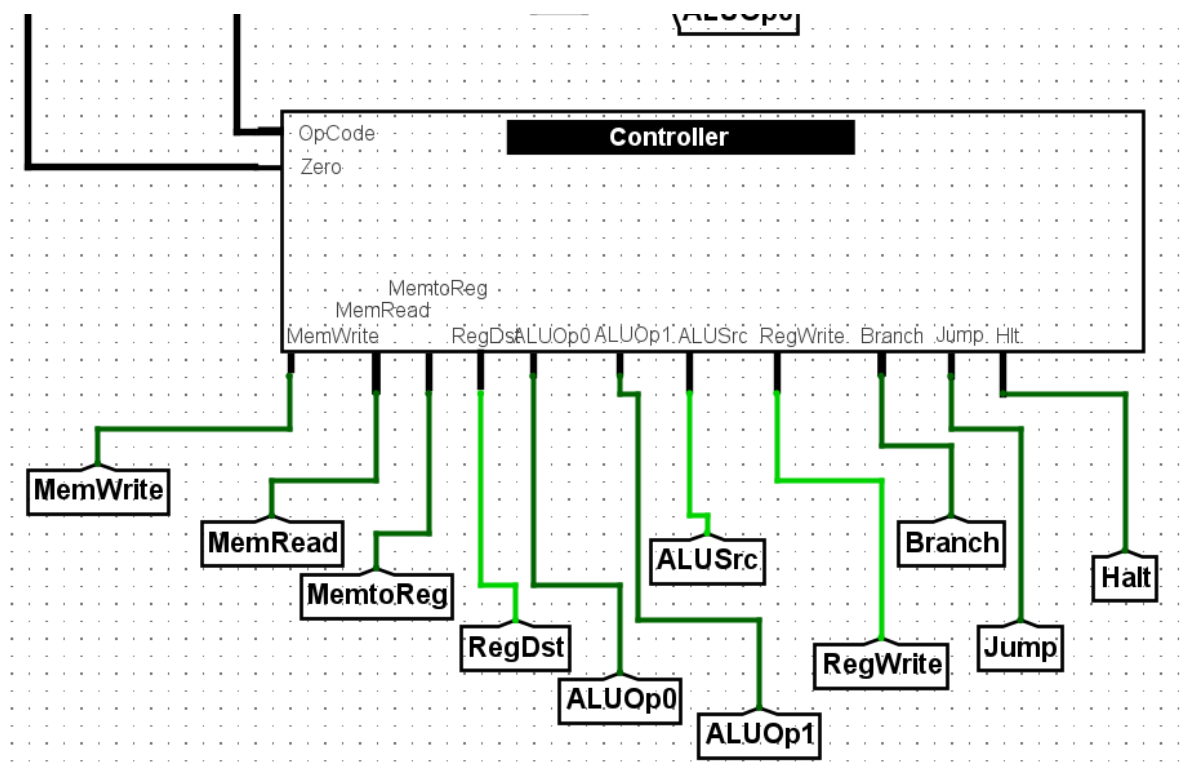 ALUOp0
OpCode
Controller
Zero
MemtoReg
MemRead
MemWrite RegDst ALUOp0 ALUOp1 ALUSrc RegWrite Branch Jump Hlt
MemWrite
MemRead
Branch
ALUSrc
Halt
MemtoReg
RegDst
Jump
RegWrite
ALUOp0
ALUOp1